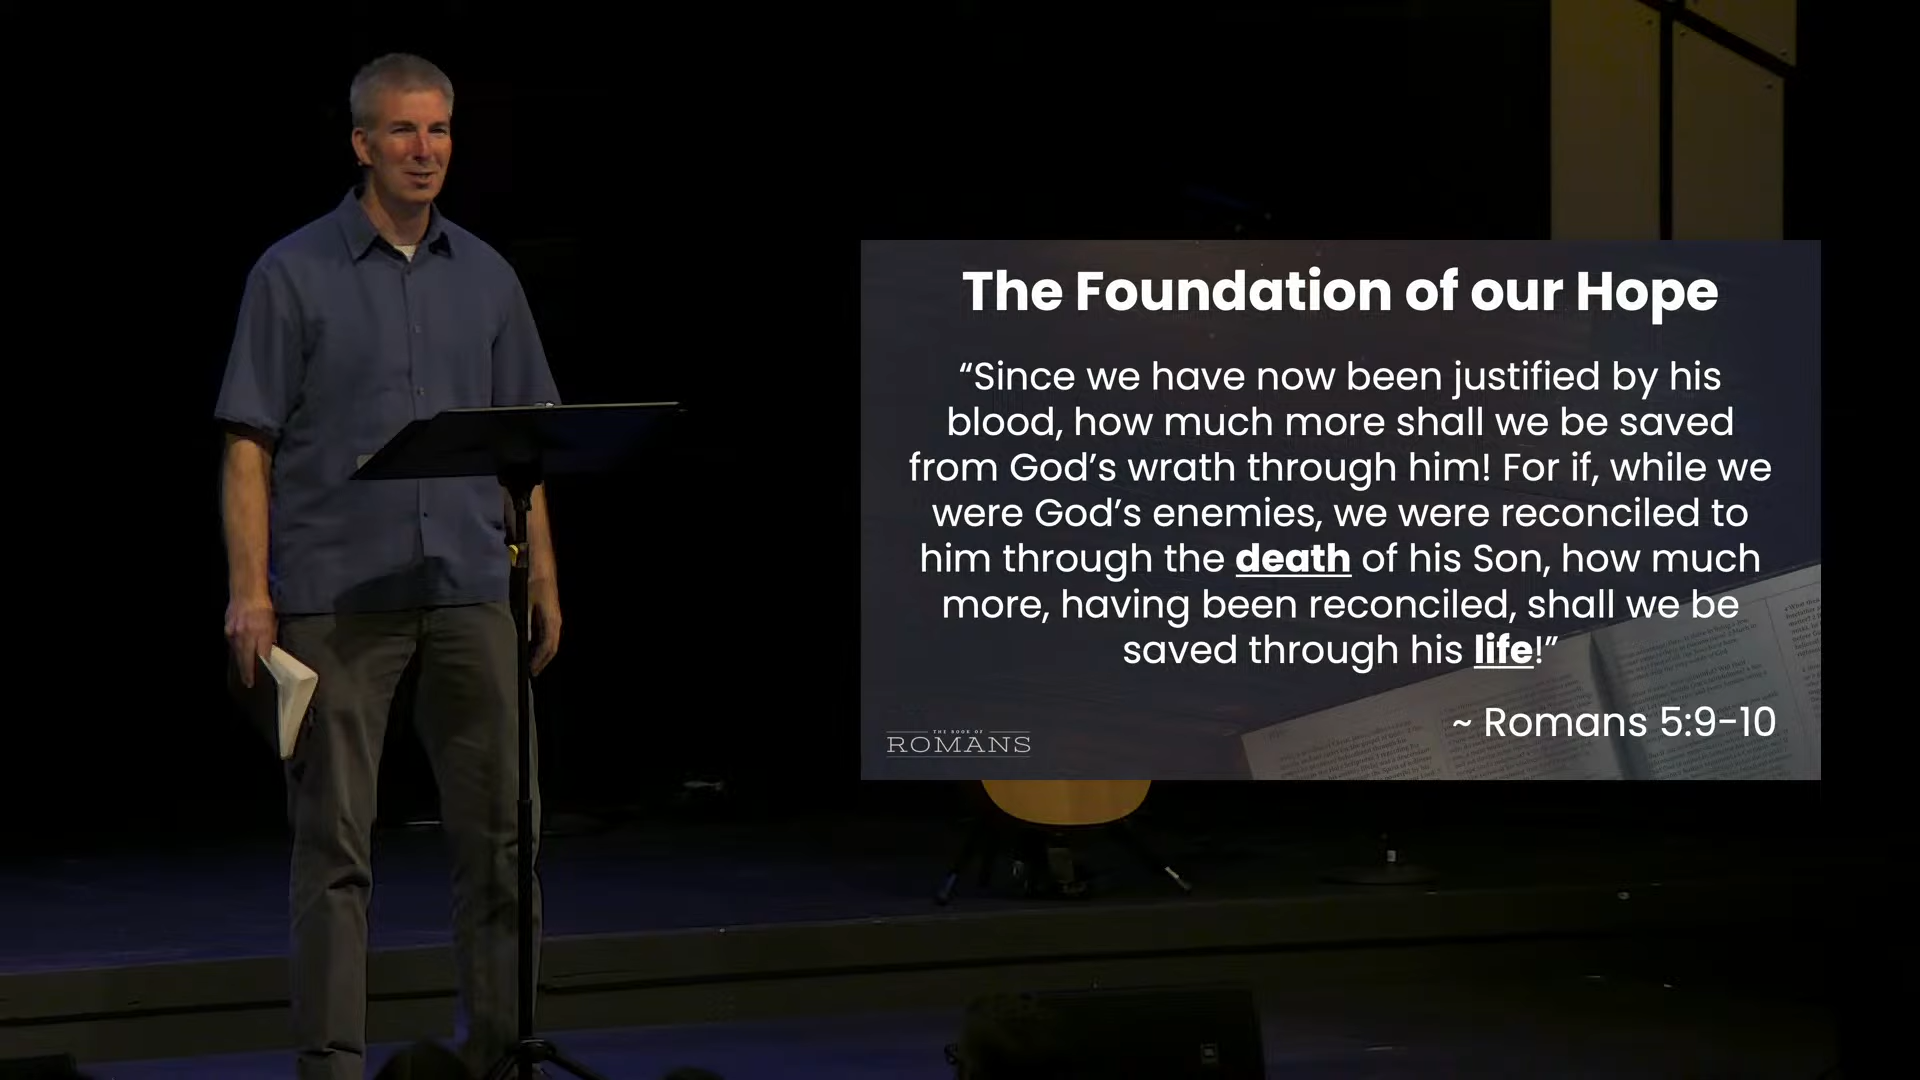 The Foundation of our Hope
“Since we have now been justified by his
blood, how much more shall we be saved
from God’s wrath through him! For if, while we
were God’s enemies, we were reconciled to
him through the death of his Son, how much
more, having been reconciled, shall we be
saved through his life!”
~ Romans 5:9-10
THE BOOK OF
ROMANS